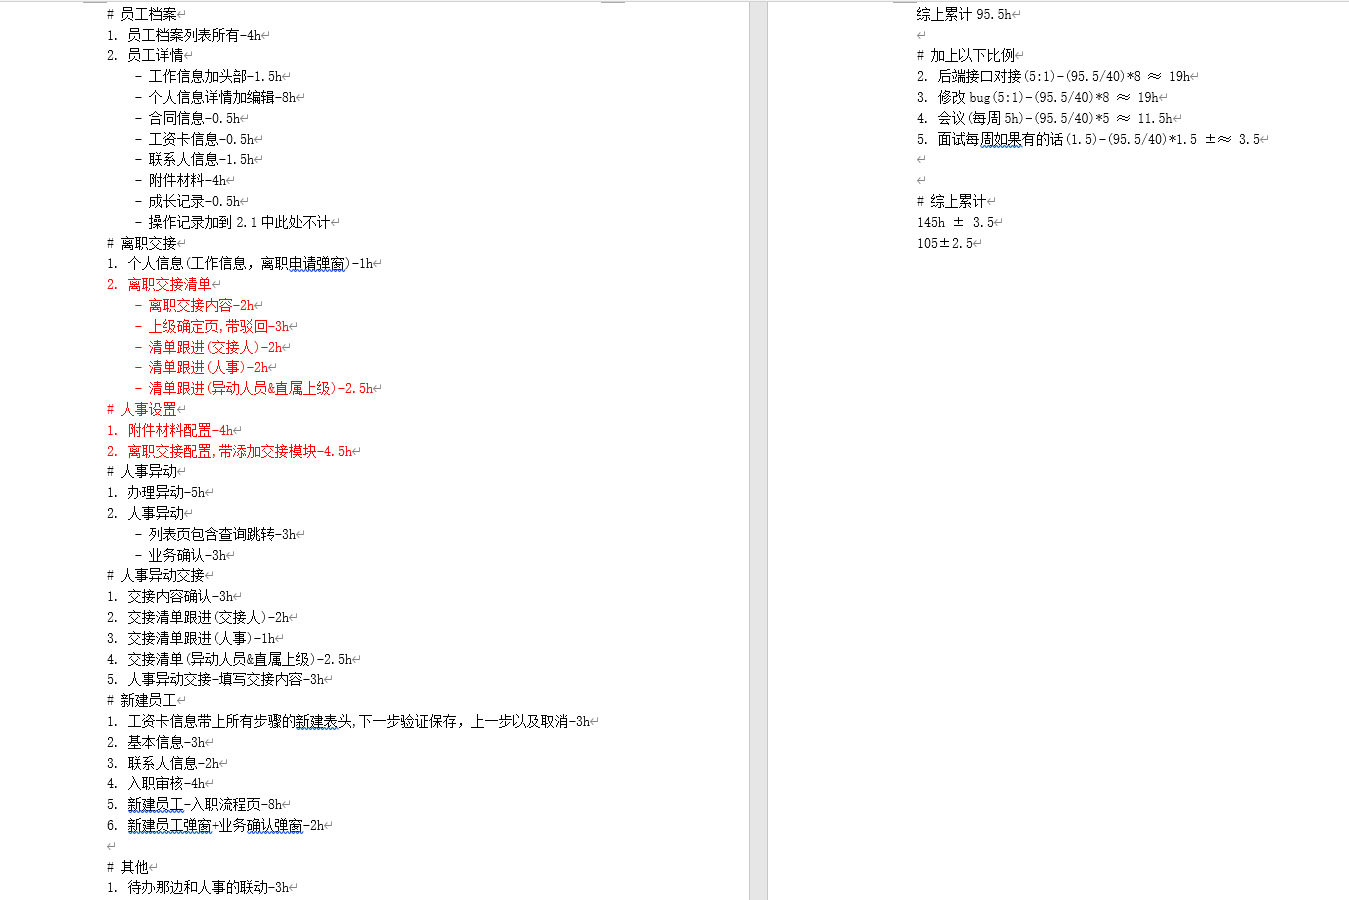 # 员工档案
1. 员工档案列表所有-4h
2. 员工详情
- 工作信息加头部-1.5h
- 个人信息详情加编辑-8h
- 合同信息-0.5h
- 工资卡信息-0.5h
- 联系人信息-1.5h
- 附件材料-4h
- 成长记录-0.5h
- 操作记录加到 2.1 中此处不计
# 离职交接
1. 个人信息(工作信息，离职申请弹窗)-1h
2. 离职交接清单
- 离职交接内容-2h
- 上级确定页,带驳回-3h
- 清单跟进(交接人)-2h
- 清单跟进(人事)-2h
- 清单跟进(异动人员&直属上级)-2.5h
# 人事设置
1. 附件材料配置-4h
2. 离职交接配置,带添加交接模块-4.5h
# 人事异动
1. 办理异动-5h
2. 人事异动
- 列表页包含查询跳转-3h
- 业务确认-3h
# 人事异动交接
1. 交接内容确认-3h
2. 交接清单跟进(交接人)-2h
3. 交接清单跟进(人事)-1h
4. 交接清单(异动人员&直属上级)-2.5h
5. 人事异动交接-填写交接内容-3h
# 新建员工
1. 工资卡信息带上所有步骤的新建表头,下一步验证保存，上一步以及取消-3h
2. 基本信息-3h
3. 联系人信息-2h
4. 入职审核-4h
5. 新建员工-入职流程页-8h
6. 新建员工弹窗+业务确认弹窗-2h
# 其他
1. 待办那边和人事的联动-3h
综上累计 95.5h
# 加上以下比例
2. 后端接口对接(5:1)-(95.5/40)*8 ≈ 19h
3. 修改 bug(5:1)-(95.5/40)*8 ≈ 19h
4. 会议(每周 5h)-(95.5/40)*5 ≈ 11.5h
5. 面试每周如果有的话(1.5)-(95.5/40)*1.5 ±≈ 3.5
# 综上累计
145h ± 3.5
105±2.5